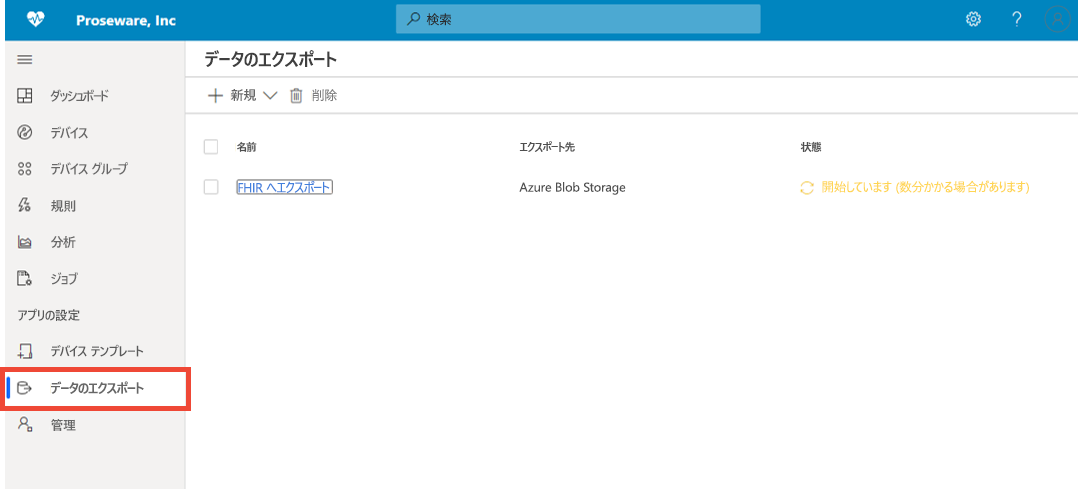 Proseware, Inc
検索
?
データのエクスポート
新規
削除
ダッシュボード
デバイス
デバイス グループ
規則
分析
ジョブ
アプリの設定
デバイス テンプレート
データのエクスポート
管理
名前 エクスポート先 状態
FHIR へエクスポート Azure Blob Storage 開始しています (数分かかる場合があります)